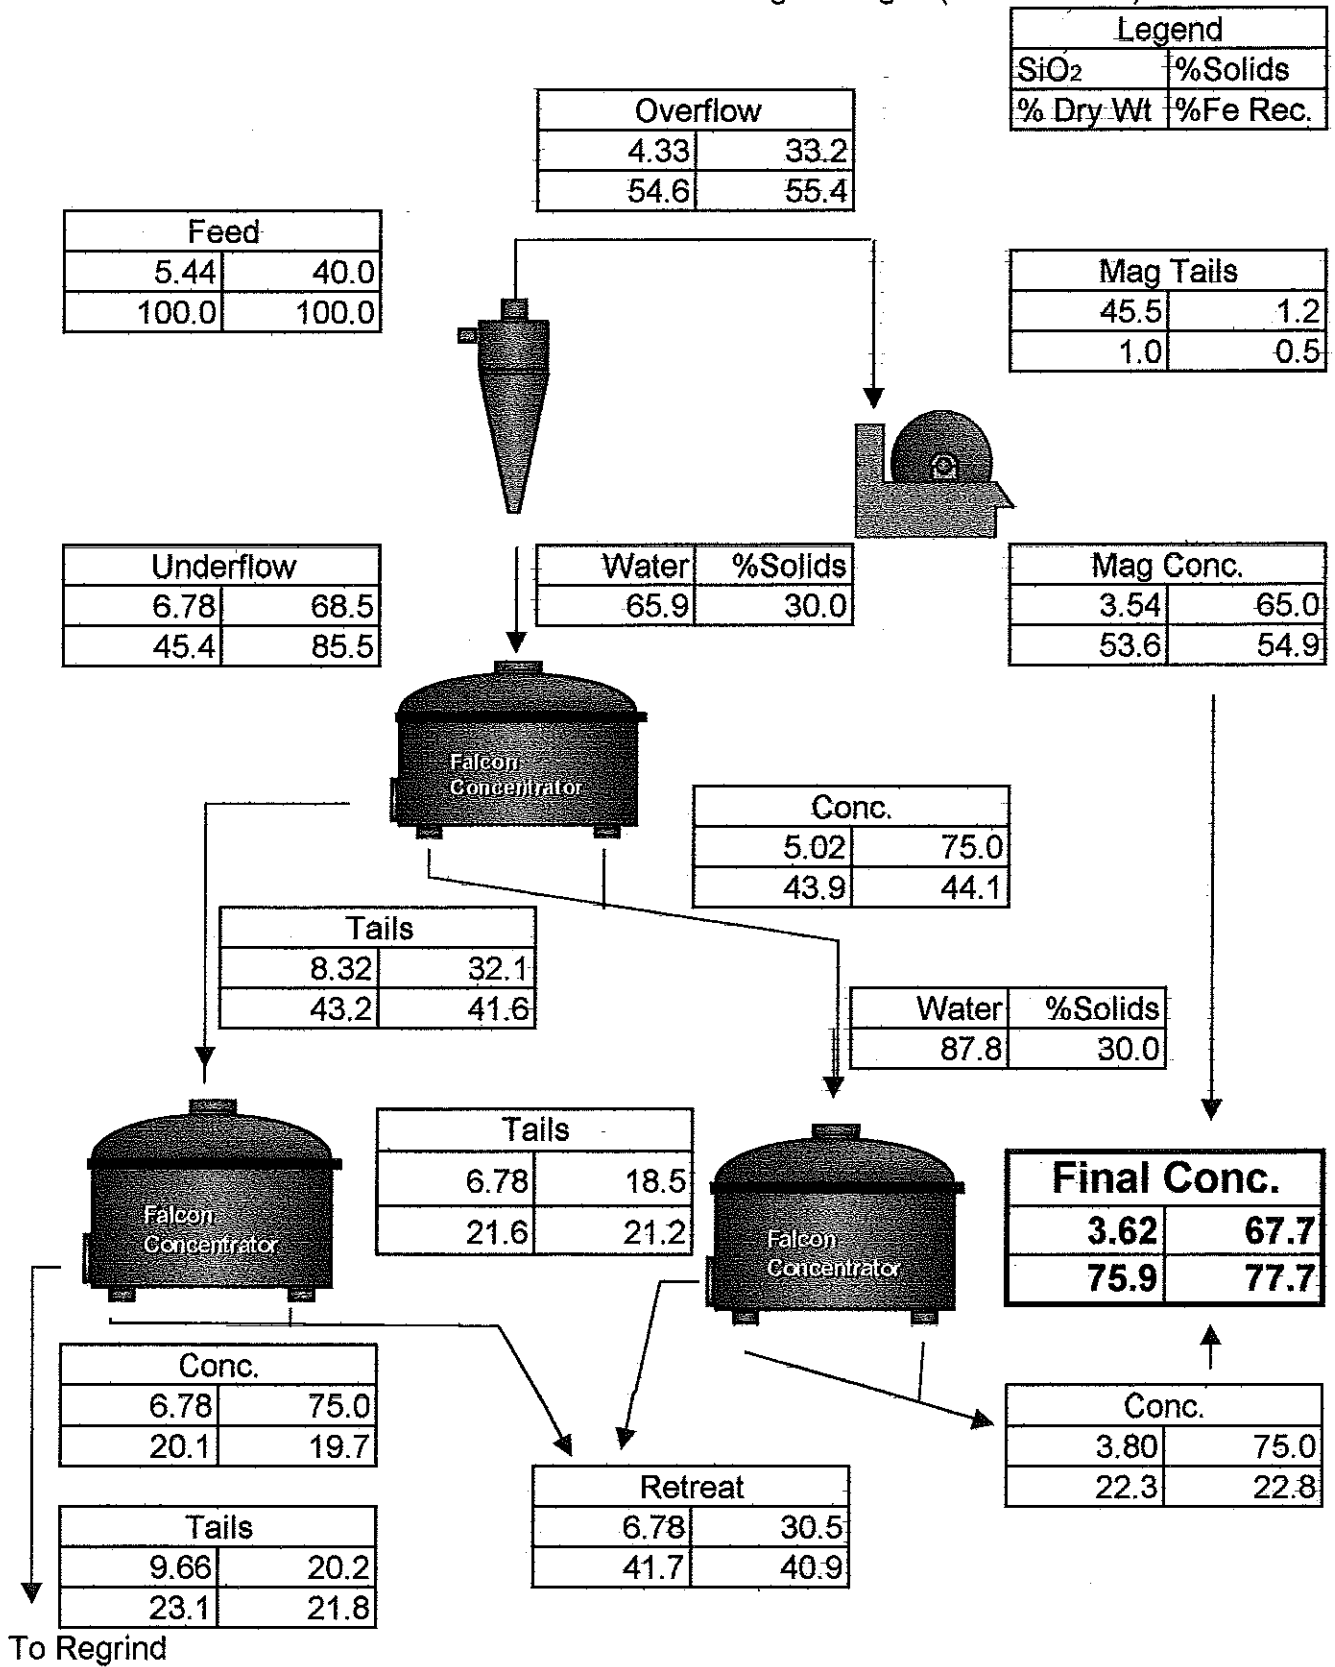 Legend
SiO2 %Solids
% Dry Wt %Fe Rec.
Overflow
4.33 33.2
54.6 55.4
Feed
5.44 40.0
100.0 100.0
Mag Tails
45.5 1.2
1.0 0.5
Underflow
6.78 68.5
45.4 85.5
Water %Solids
65.9 30.0
Mag Conc.
3.54 65.0
53.6 54.9
Falcon
Concentrator
Conc.
5.02 75.0
43.9 44.1
Tails
8.32 32.1
43.2 41.6
Water %Solids
87.8 30.0
Tails
6.78 18.5
21.6 21.2
Falcon
Concentrator
Falcon
Concentrator
Final Conc.
3.62 67.7
75.9 77.7
Conc.
6.78 75.0
20.1 19.7
Conc.
3.80 75.0
22.3 22.8
Retreat
6.78 30.5
41.7 40.9
Tails
9.66 20.2
23.1 21.8
To Regrind